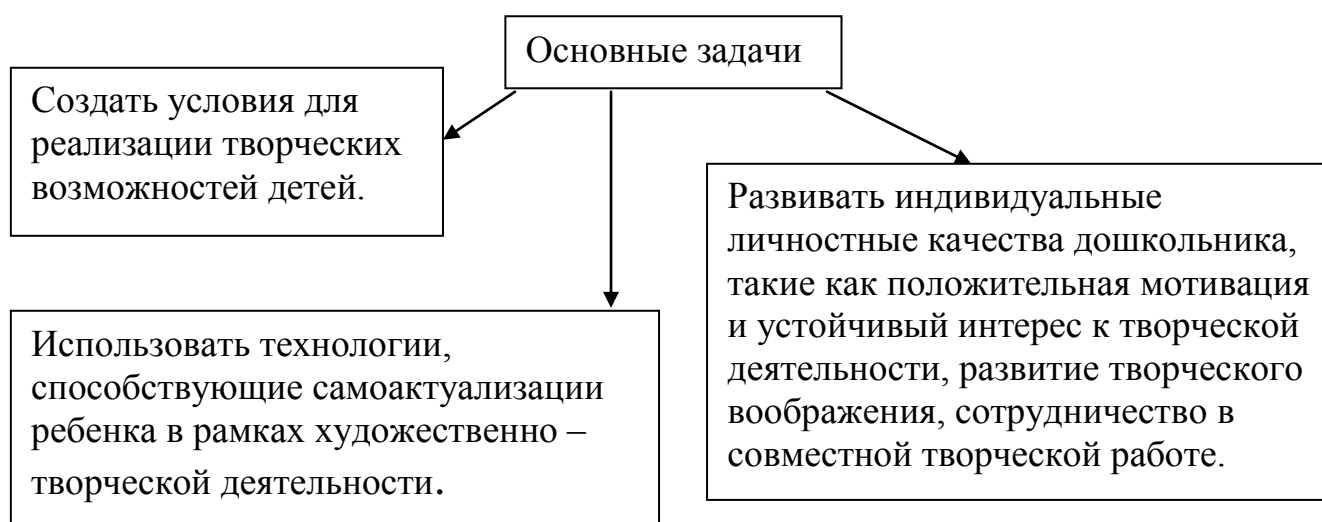 Основные задачи
Создать условия для
реализации творческих
возможностей детей.
Использовать технологии,
способствующие самоактуализации
ребенка в рамках художественно –
творческой деятельности.
Развивать индивидуальные
личностные качества дошкольника,
такие как положительная мотивация
и устойчивый интерес к творческой
деятельности, развитие творческого
воображения, сотрудничество в
совместной творческой работе.